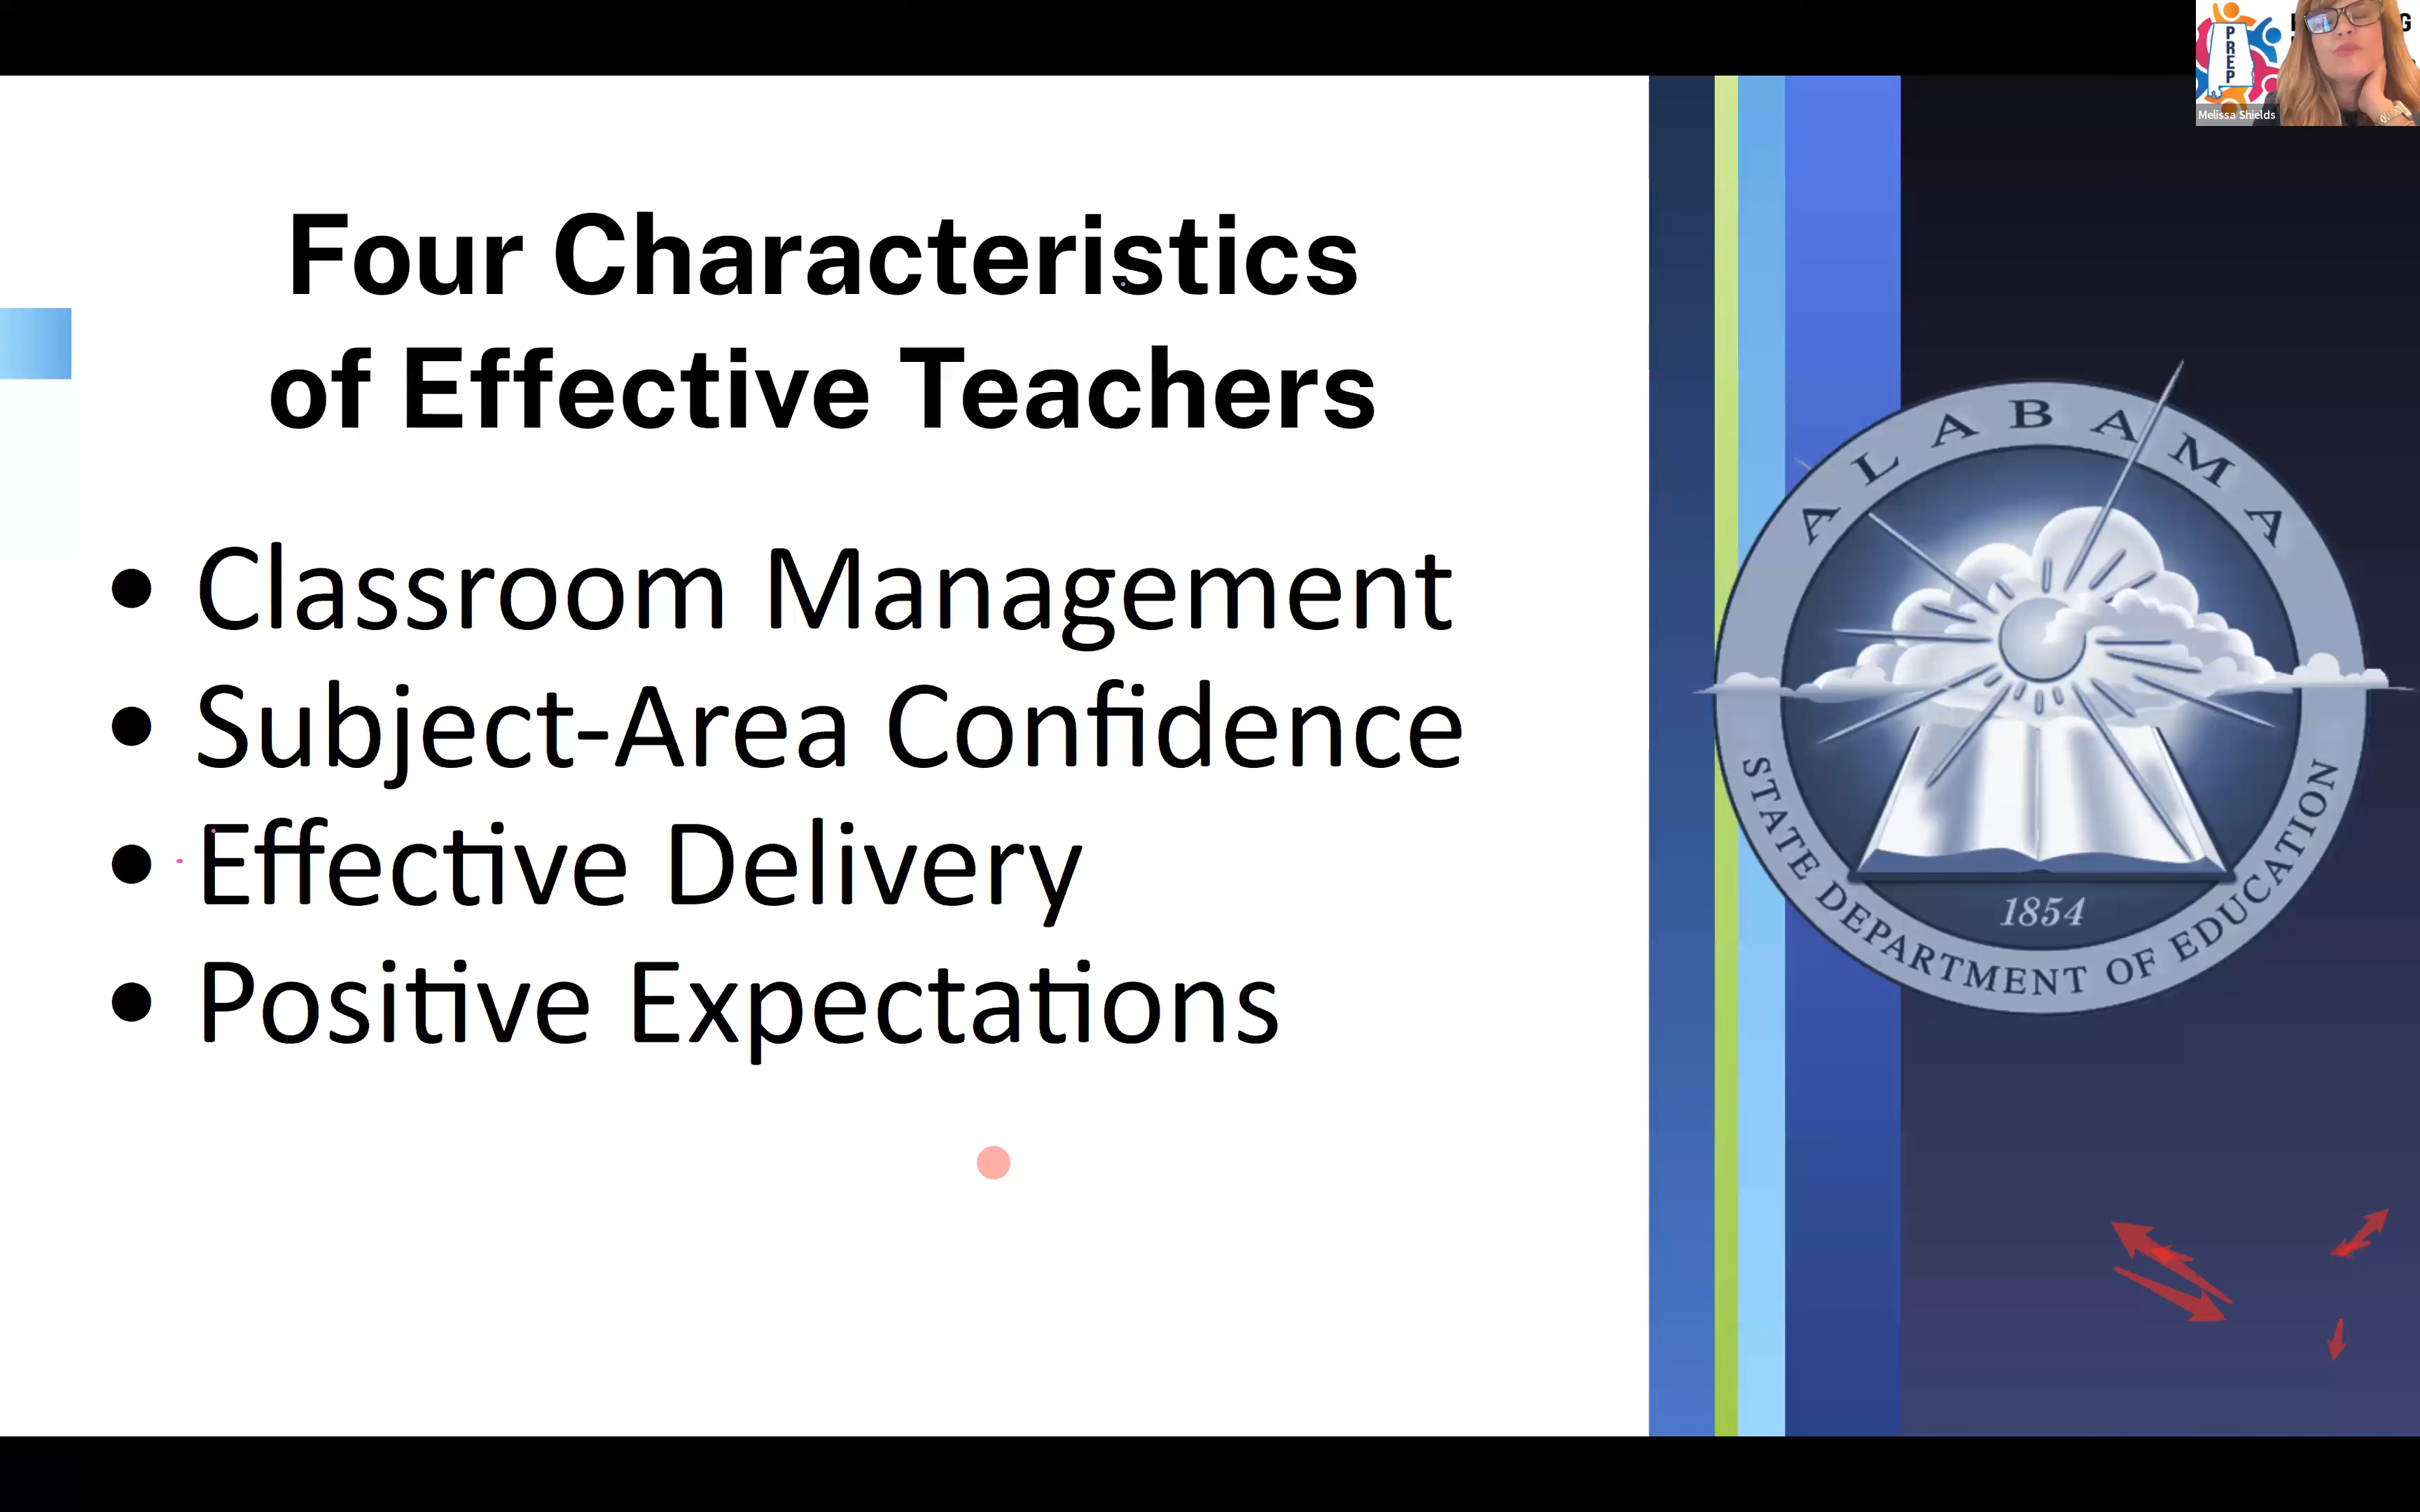 PREP
Melissa Shields
Four Characteristics
of Effective Teachers
• Classroom Management
• Subject-Area Confidence
• Effective Delivery
• Positive Expectations
ALABAMA
STATE DEPARTMENT OF EDUCATION
1854